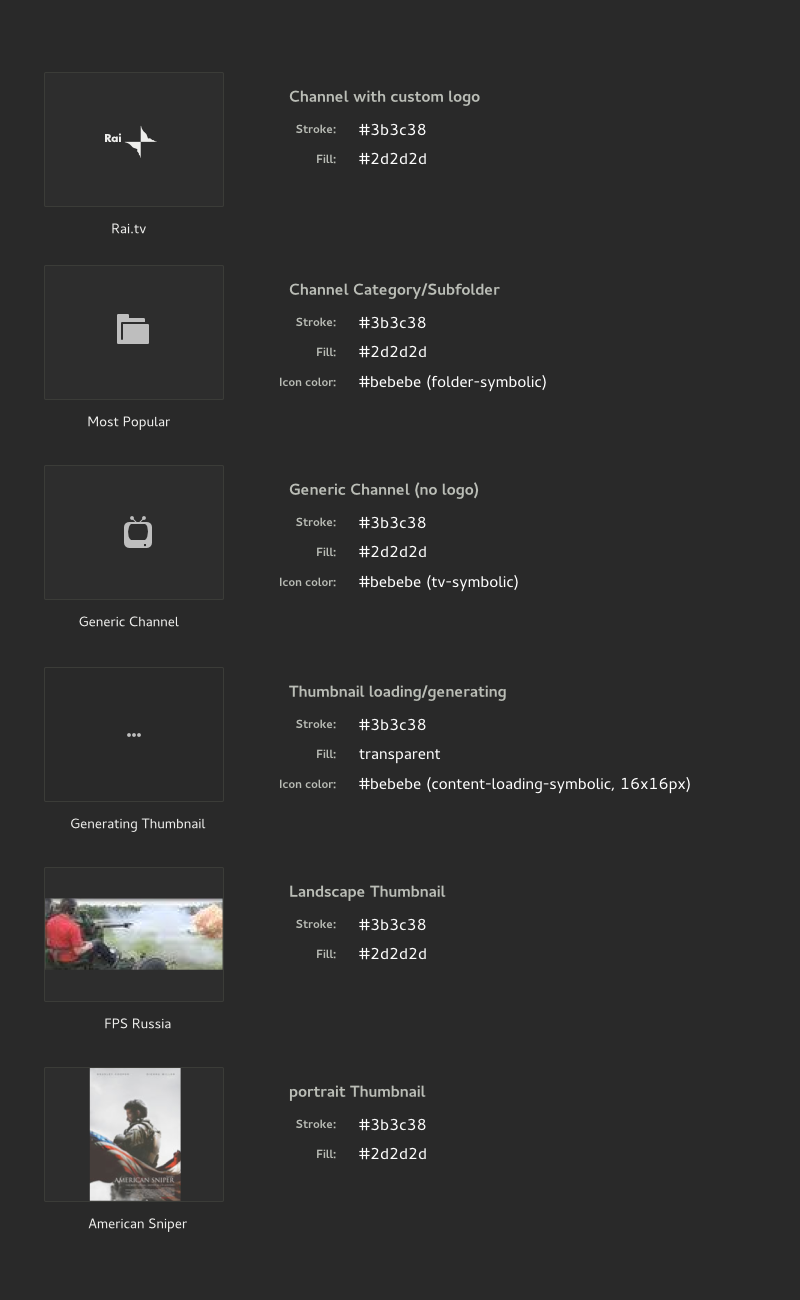 Rai
Channel with custom logo
Stroke: #3b3c38
Fill: #2d2d2d
Rai.tv
Channel Category/Subfolder
Stroke: #3b3c38
Fill: #2d2d2d
Icon color: #bebebe (folder-symbolic)
Most Popular
Generic Channel (no logo)
Stroke: #3b3c38
Fill: #2d2d2d
Icon color: #bebebe (tv-symbolic)
Generic Channel
Thumbnail loading/generating
Stroke: #3b3c38
Fill: transparent
Icon color: #bebebe (content-loading-symbolic, 16x16px)
Generating Thumbnail
Landscape Thumbnail
Stroke: #3b3c38
Fill: #2d2d2d
FPS Russia
portrait Thumbnail
Stroke: #3b3c38
Fill: #2d2d2d
AMERICAN SNIPER
American Sniper